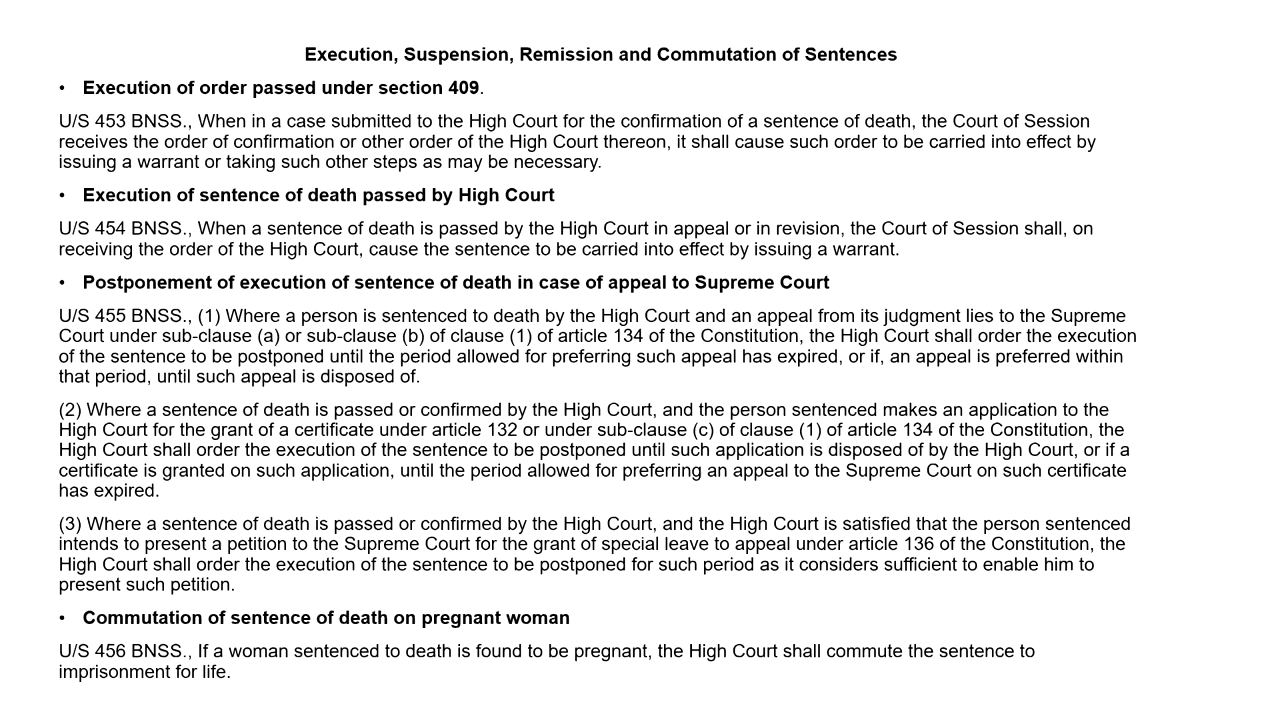 Execution, Suspension, Remission and Commutation of Sentences
• Execution of order passed under section 409.
U/S 453 BNSS., When in a case submitted to the High Court for the confirmation of a sentence of death, the Court of Session
receives the order of confirmation or other order of the High Court thereon, it shall cause such order to be carried into effect by
issuing a warrant or taking such other steps as may be necessary.
• Execution of sentence of death passed by High Court
U/S 454 BNSS., When a sentence of death is passed by the High Court in appeal or in revision, the Court of Session shall, on
receiving the order of the High Court, cause the sentence to be carried into effect by issuing a warrant.
• Postponement of execution of sentence of death in case of appeal to Supreme Court
U/S 455 BNSS., (1) Where a person is sentenced to death by the High Court and an appeal from its judgment lies to the Supreme
Court under sub-clause (a) or sub-clause (b) of clause (1) of article 134 of the Constitution, the High Court shall order the execution
of the sentence to be postponed until the period allowed for preferring such appeal has expired, or if, an appeal is preferred within
that period, until such appeal is disposed of.
(2) Where a sentence of death is passed or confirmed by the High Court, and the person sentenced makes an application to the
High Court for the grant of a certificate under article 132 or under sub-clause (c) of clause (1) of article 134 of the Constitution, the
High Court shall order the execution of the sentence to be postponed until such application is disposed of by the High Court, or if a
certificate is granted on such application, until the period allowed for preferring an appeal to the Supreme Court on such certificate
has expired.
(3) Where a sentence of death is passed or confirmed by the High Court, and the High Court is satisfied that the person sentenced
intends to present a petition to the Supreme Court for the grant of special leave to appeal under article 136 of the Constitution, the
High Court shall order the execution of the sentence to be postponed for such period as it considers sufficient to enable him to
present such petition.
• Commutation of sentence of death on pregnant woman
U/S 456 BNSS., If a woman sentenced to death is found to be pregnant, the High Court shall commute the sentence to
imprisonment for life.